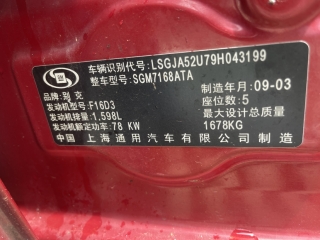 车辆识别代号: LSGJA52U79H043199
整车型号: SGM7168ATA
品牌: 别克
制造年月: 09-03
发动机型号: F16D3
座位数: 5
发动机排量: 1.598L
最大设计总质量
发动机额定功率: 78 KW
1678KG
中国 上海通用汽车有限公司 制造